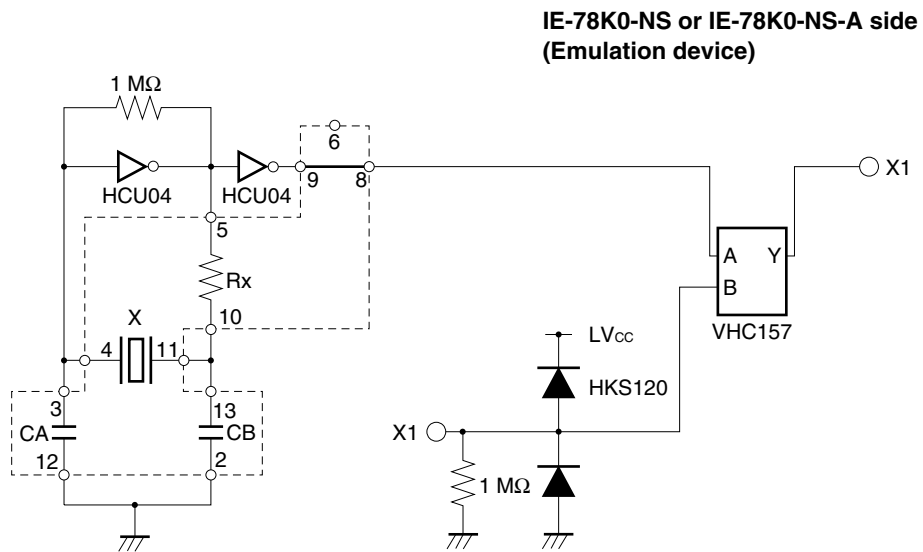 IE-78K0-NS or IE-78K0-NS-A side
(Emulation device)
1 MΩ
6
HCU04
HCU04
9
8
X1
5
A
Y
B
Rx
VHC157
X
10
4
11
LVCC
HKS120
3
13
CA
CB
X1
12
2
1 MΩ